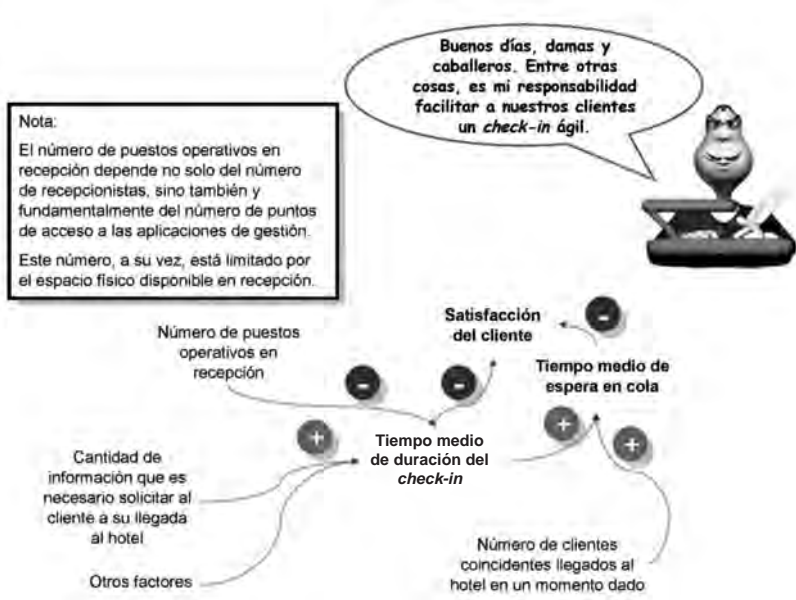 Buenos días, damas y
caballeros. Entre otras
cosas, es mi responsabilidad
facilitar a nuestros clientes
un check-in ágil.
Nota:
El número de puestos operativos en
recepción depende no solo del número
de recepcionistas, sino también y
fundamentalmente del número de puntos
de acceso a las aplicaciones de gestión.
Este número, a su vez, está limitado por
el espacio físico disponible en recepción.
Número de puestos
operativos en
recepción
Satisfacción
del cliente
-
Tiempo medio de
espera en cola
-
-
+
+
+
Tiempo medio
de duración del
check-in
Cantidad de
información que es
necesario solicitar al
cliente a su llegada
al hotel
Otros factores
Número de clientes
coincidentes llegados al
hotel en un momento dado